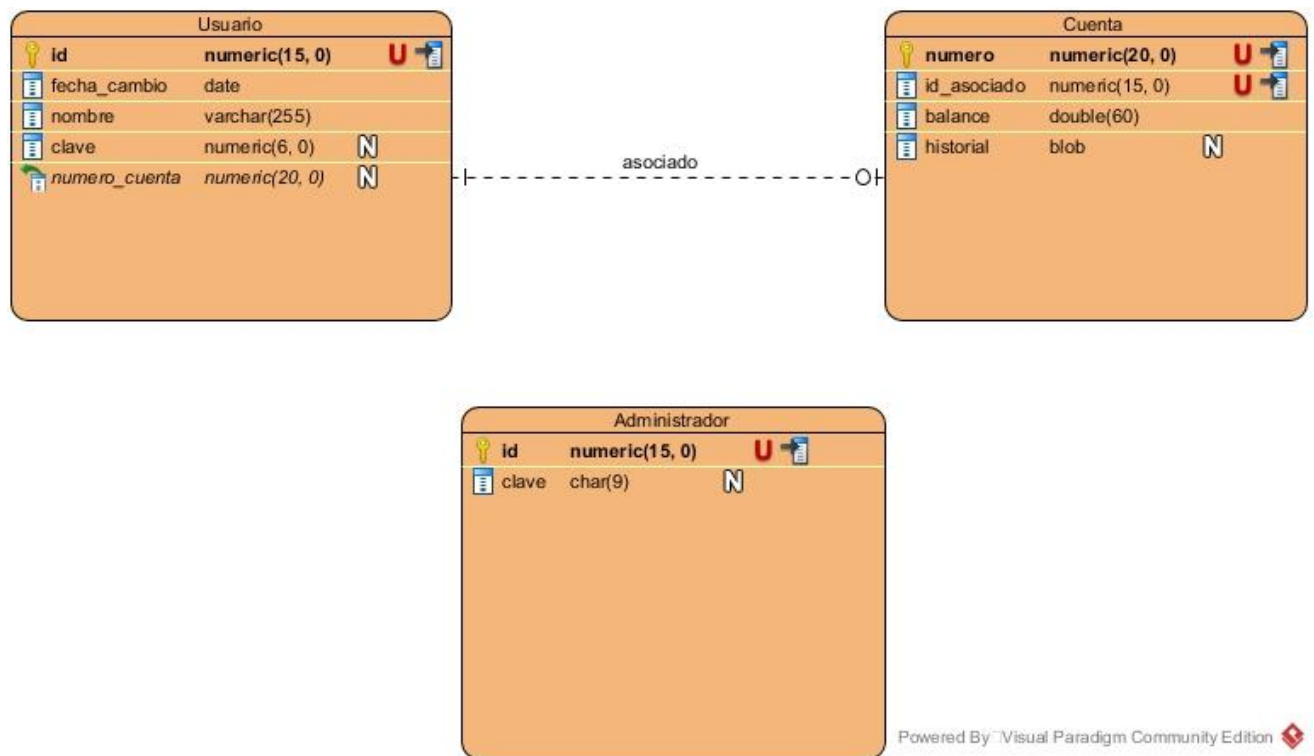 Usuario
id numeric(15, 0) U
fecha_cambio date
nombre varchar(255)
clave numeric(6, 0) N
numero_cuenta numeric(20, 0) N
asociado
Cuenta
numero numeric(20, 0) U
id_asociado numeric(15, 0) U
balance double(60)
historial blob N
Administrador
id numeric(15, 0) U
clave char(9) N
Powered By Visual Paradigm Community Edition